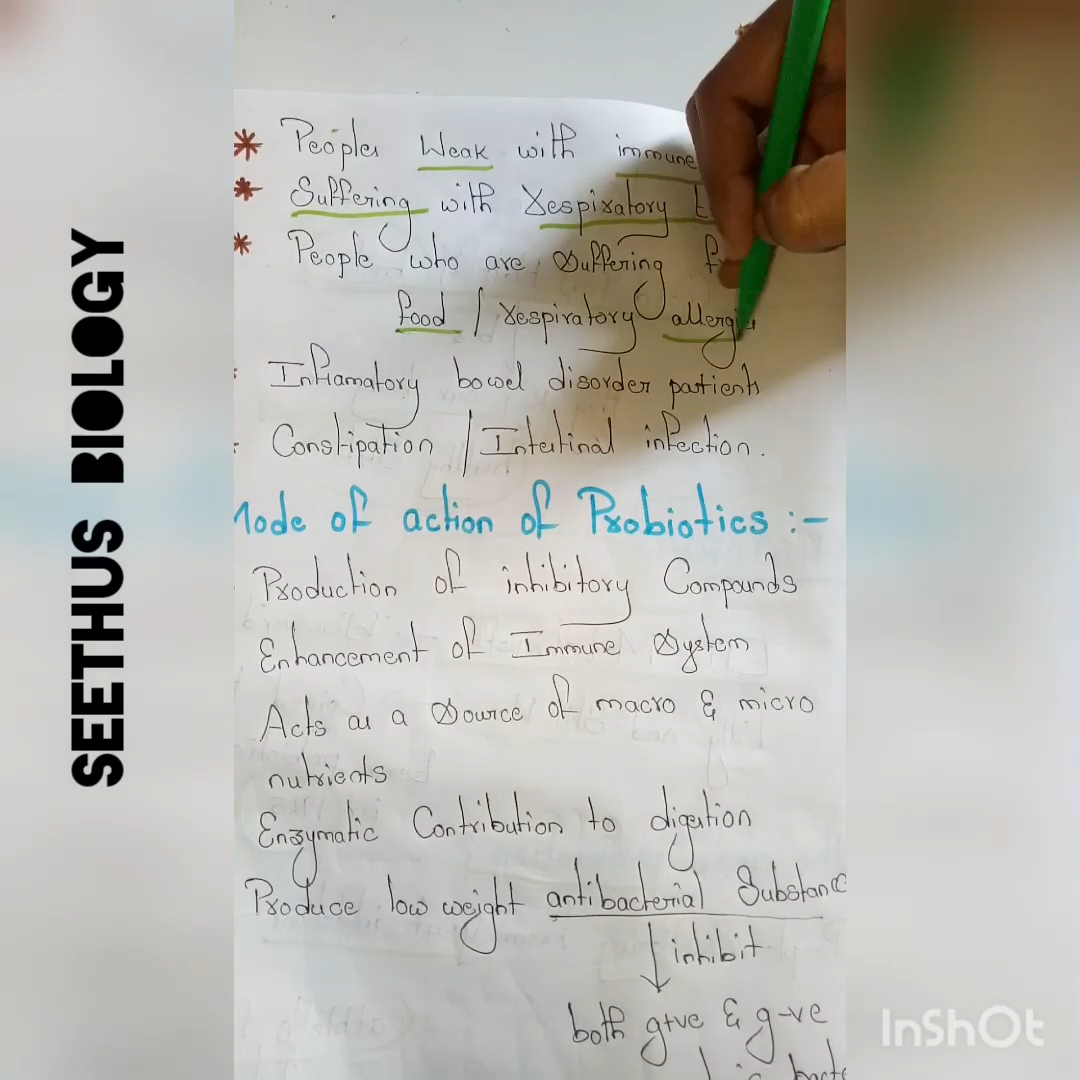 SEETHUS BIOLOGY
* Peoples Weak with immune
* Suffering with respiratory
* People who are suffering
food / respiratory allergies
Inflamatory bowel disorder patients
Constipation / Intestinal infection.
Mode of action of Probiotics :-
Production of inhibitory Compounds
Enhancement of Immune System
Acts as a Source of macro & micro
nutrients
Enzymatic Contribution to digestion
Produce low weight antibacterial Substance
inhibit
both g+ve & g-ve
InShOt